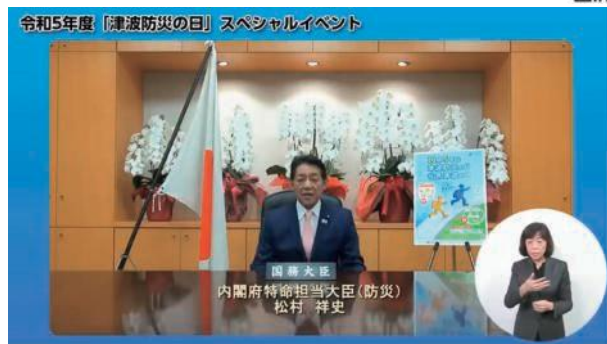 令和5年度「津波防災の日」スペシャルイベント
国務大臣
内閣府特命担当大臣(防災)
松村 祥史